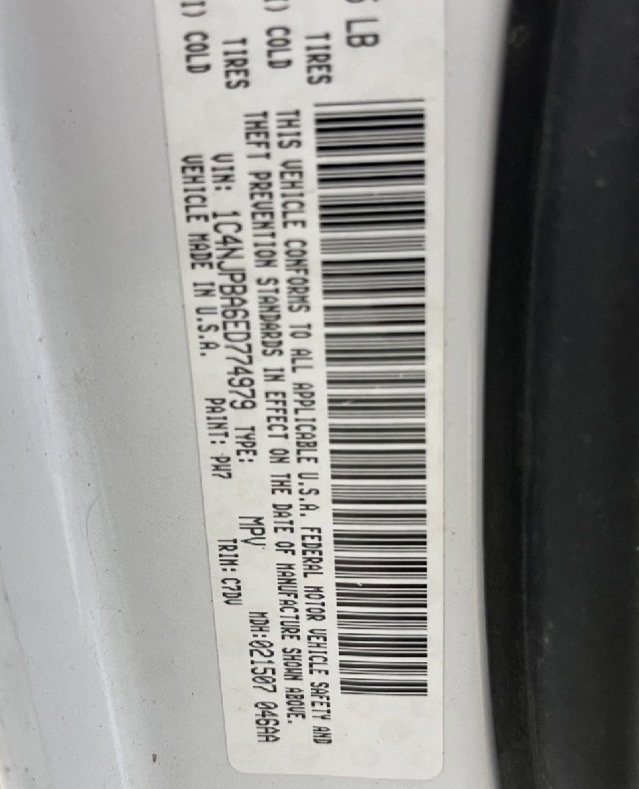 5 LB
TIRES
I) COLD
TIRES
I) COLD
THIS VEHICLE CONFORMS TO ALL APPLICABLE U.S.A. FEDERAL MOTOR VEHICLE SAFETY AND
THEFT PREVENTION STANDARDS IN EFFECT ON THE DATE OF MANUFACTURE SHOWN ABOVE.
VIN: 1C4NJPBA6ED774979 TYPE: MPV MDH:021507 046AA
VEHICLE MADE IN U.S.A. PAINT: PW7 TRIM: C7DV